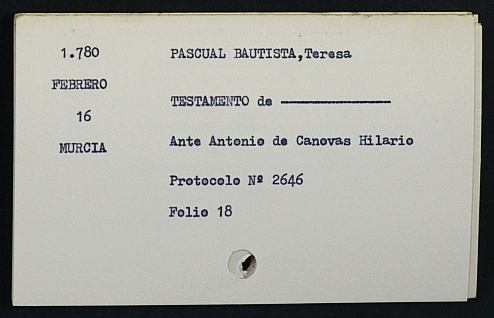 1.780
FEBRERO
16
MURCIA
PASCUAL BAUTISTA,Teresa
TESTAMENTO de ----------------
Ante Antonio de Canovas Hilario
Protocolo Nº 2646
Folio 18